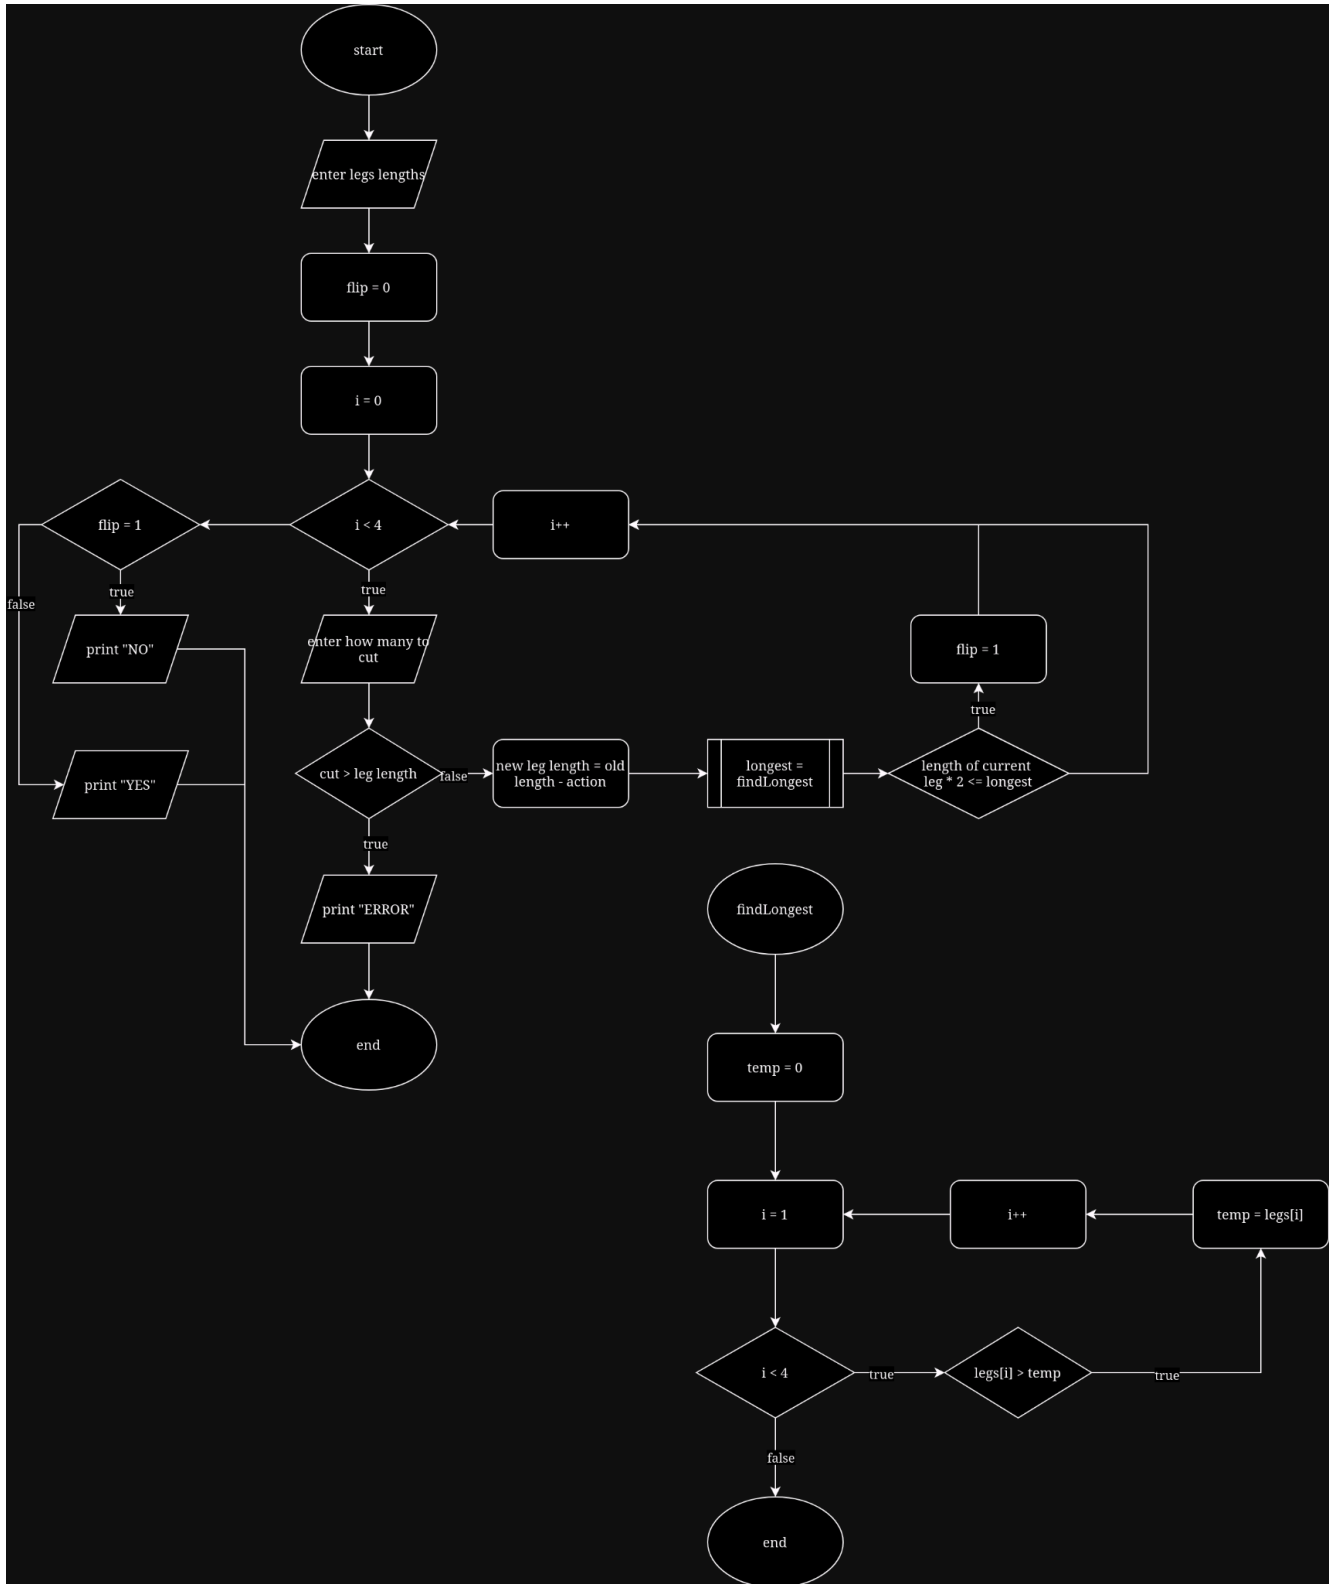 start
enter legs lengths
flip = 0
i = 0
flip = 1
i < 4
i++
false
true
true
print "NO"
enter how many to
cut
flip = 1
true
print "YES"
cut > leg length
false
new leg length = old
length - action
longest =
findLongest
length of current
leg * 2 <= longest
true
print "ERROR"
findLongest
end
temp = 0
i = 1
i++
temp = legs[i]
i < 4
true
legs[i] > temp
true
false
end